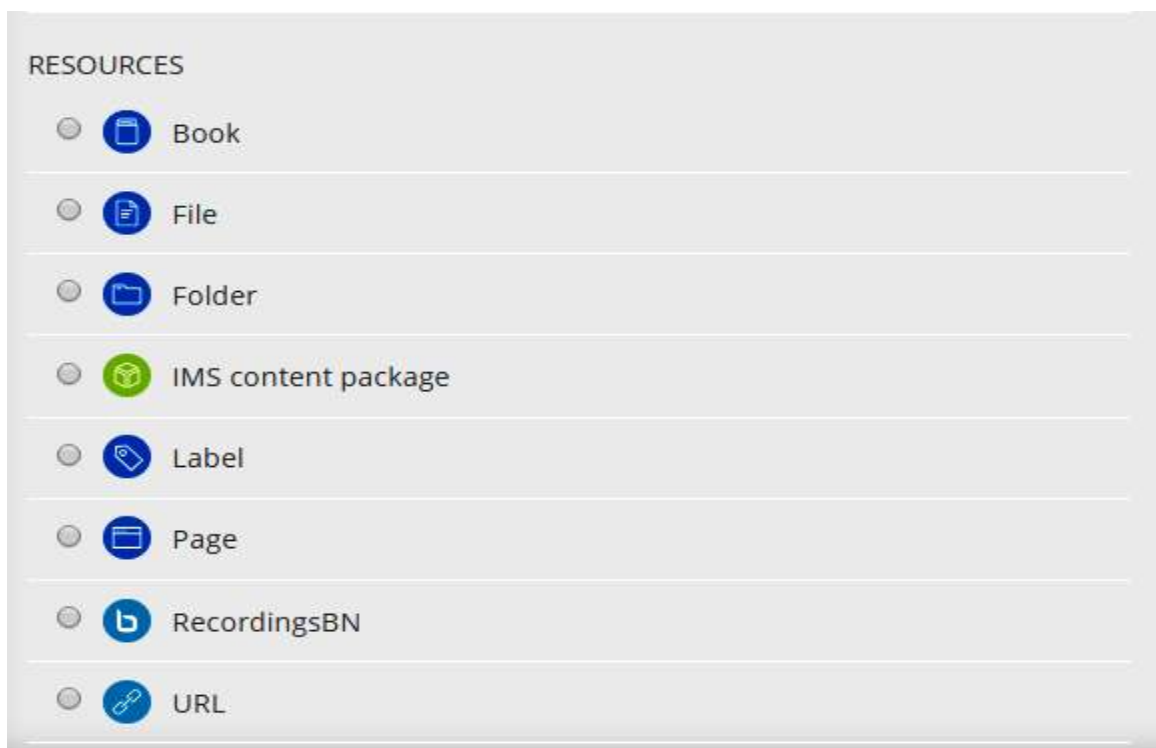 RESOURCES
Book
File
Folder
IMS content package
Label
Page
RecordingsBN
URL